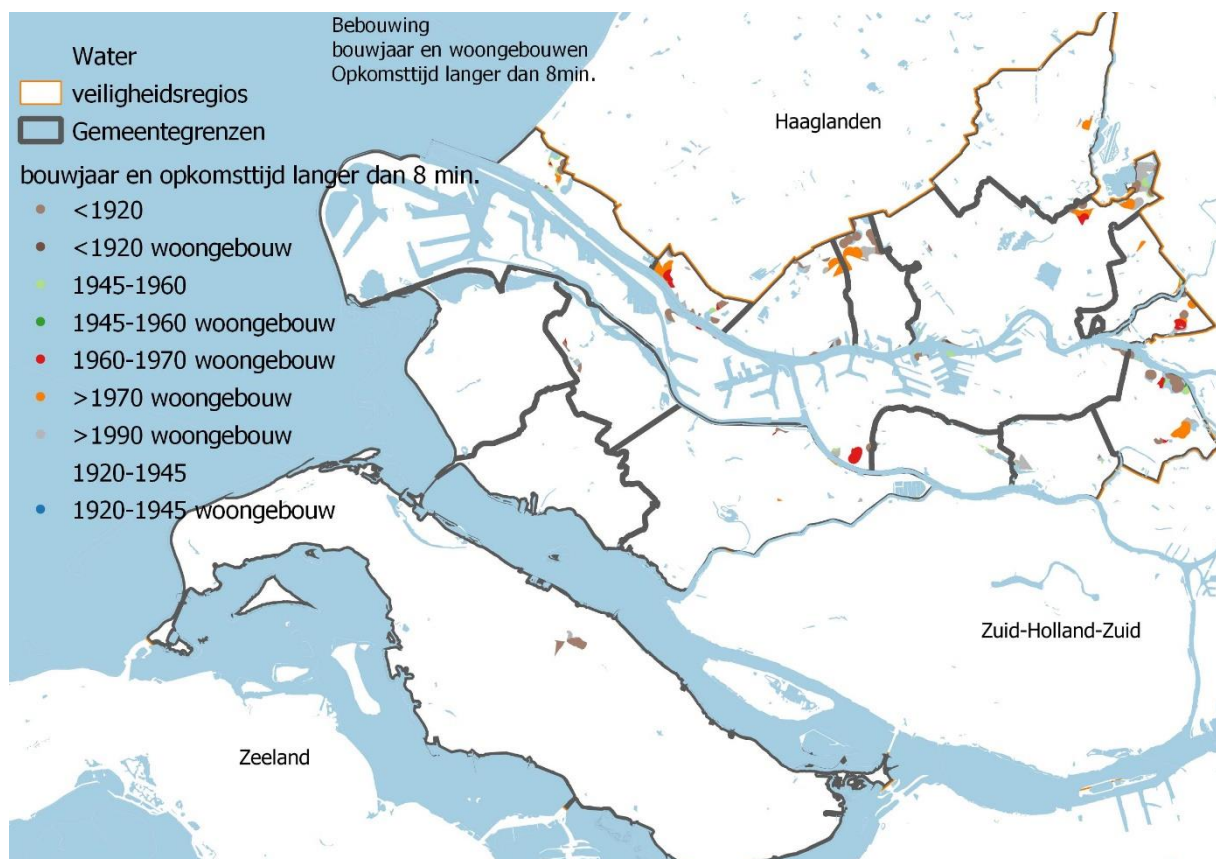 Bebouwing
bouwjaar en woongebouwen
Opkomsttijd langer dan 8min.
Water
veiligheidsregios
Gemeentegrenzen
bouwjaar en opkomsttijd langer dan 8 min.
<1920
<1920 woongebouw
1945-1960
1945-1960 woongebouw
1960-1970 woongebouw
>1970 woongebouw
>1990 woongebouw
1920-1945
1920-1945 woongebouw
Haaglanden
Zuid-Holland-Zuid
Zeeland